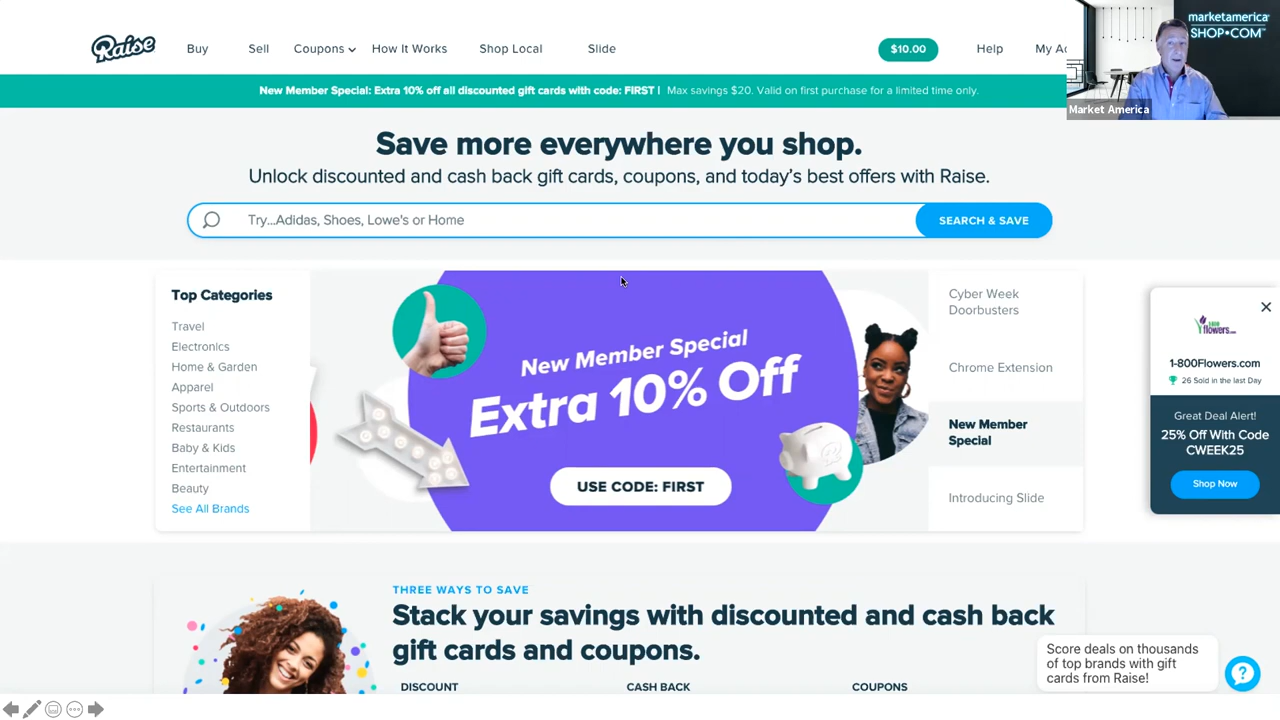 Raise
Buy
Sell
Coupons
How It Works
Shop Local
Slide
$10.00
Help
My Ac
marketamerica
SHOP•COM™
Market America
New Member Special: Extra 10% off all discounted gift cards with code: FIRST | Max savings $20. Valid on first purchase for a limited time only.
Save more everywhere you shop.
Unlock discounted and cash back gift cards, coupons, and today's best offers with Raise.
Try...Adidas, Shoes, Lowe's or Home
SEARCH & SAVE
Top Categories
Travel
Electronics
Home & Garden
Apparel
Sports & Outdoors
Restaurants
Baby & Kids
Entertainment
Beauty
See All Brands
New Member Special
Extra 10% Off
USE CODE: FIRST
Cyber Week
Doorbusters
Chrome Extension
New Member
Special
Introducing Slide
flowers.com
1-800Flowers.com
26 Sold in the last Day
Great Deal Alert!
25% Off With Code
CWEEK25
Shop Now
THREE WAYS TO SAVE
Stack your savings with discounted and cash back
gift cards and coupons.
DISCOUNT
CASH BACK
COUPONS
Score deals on thousands
of top brands with gift
cards from Raise!
?